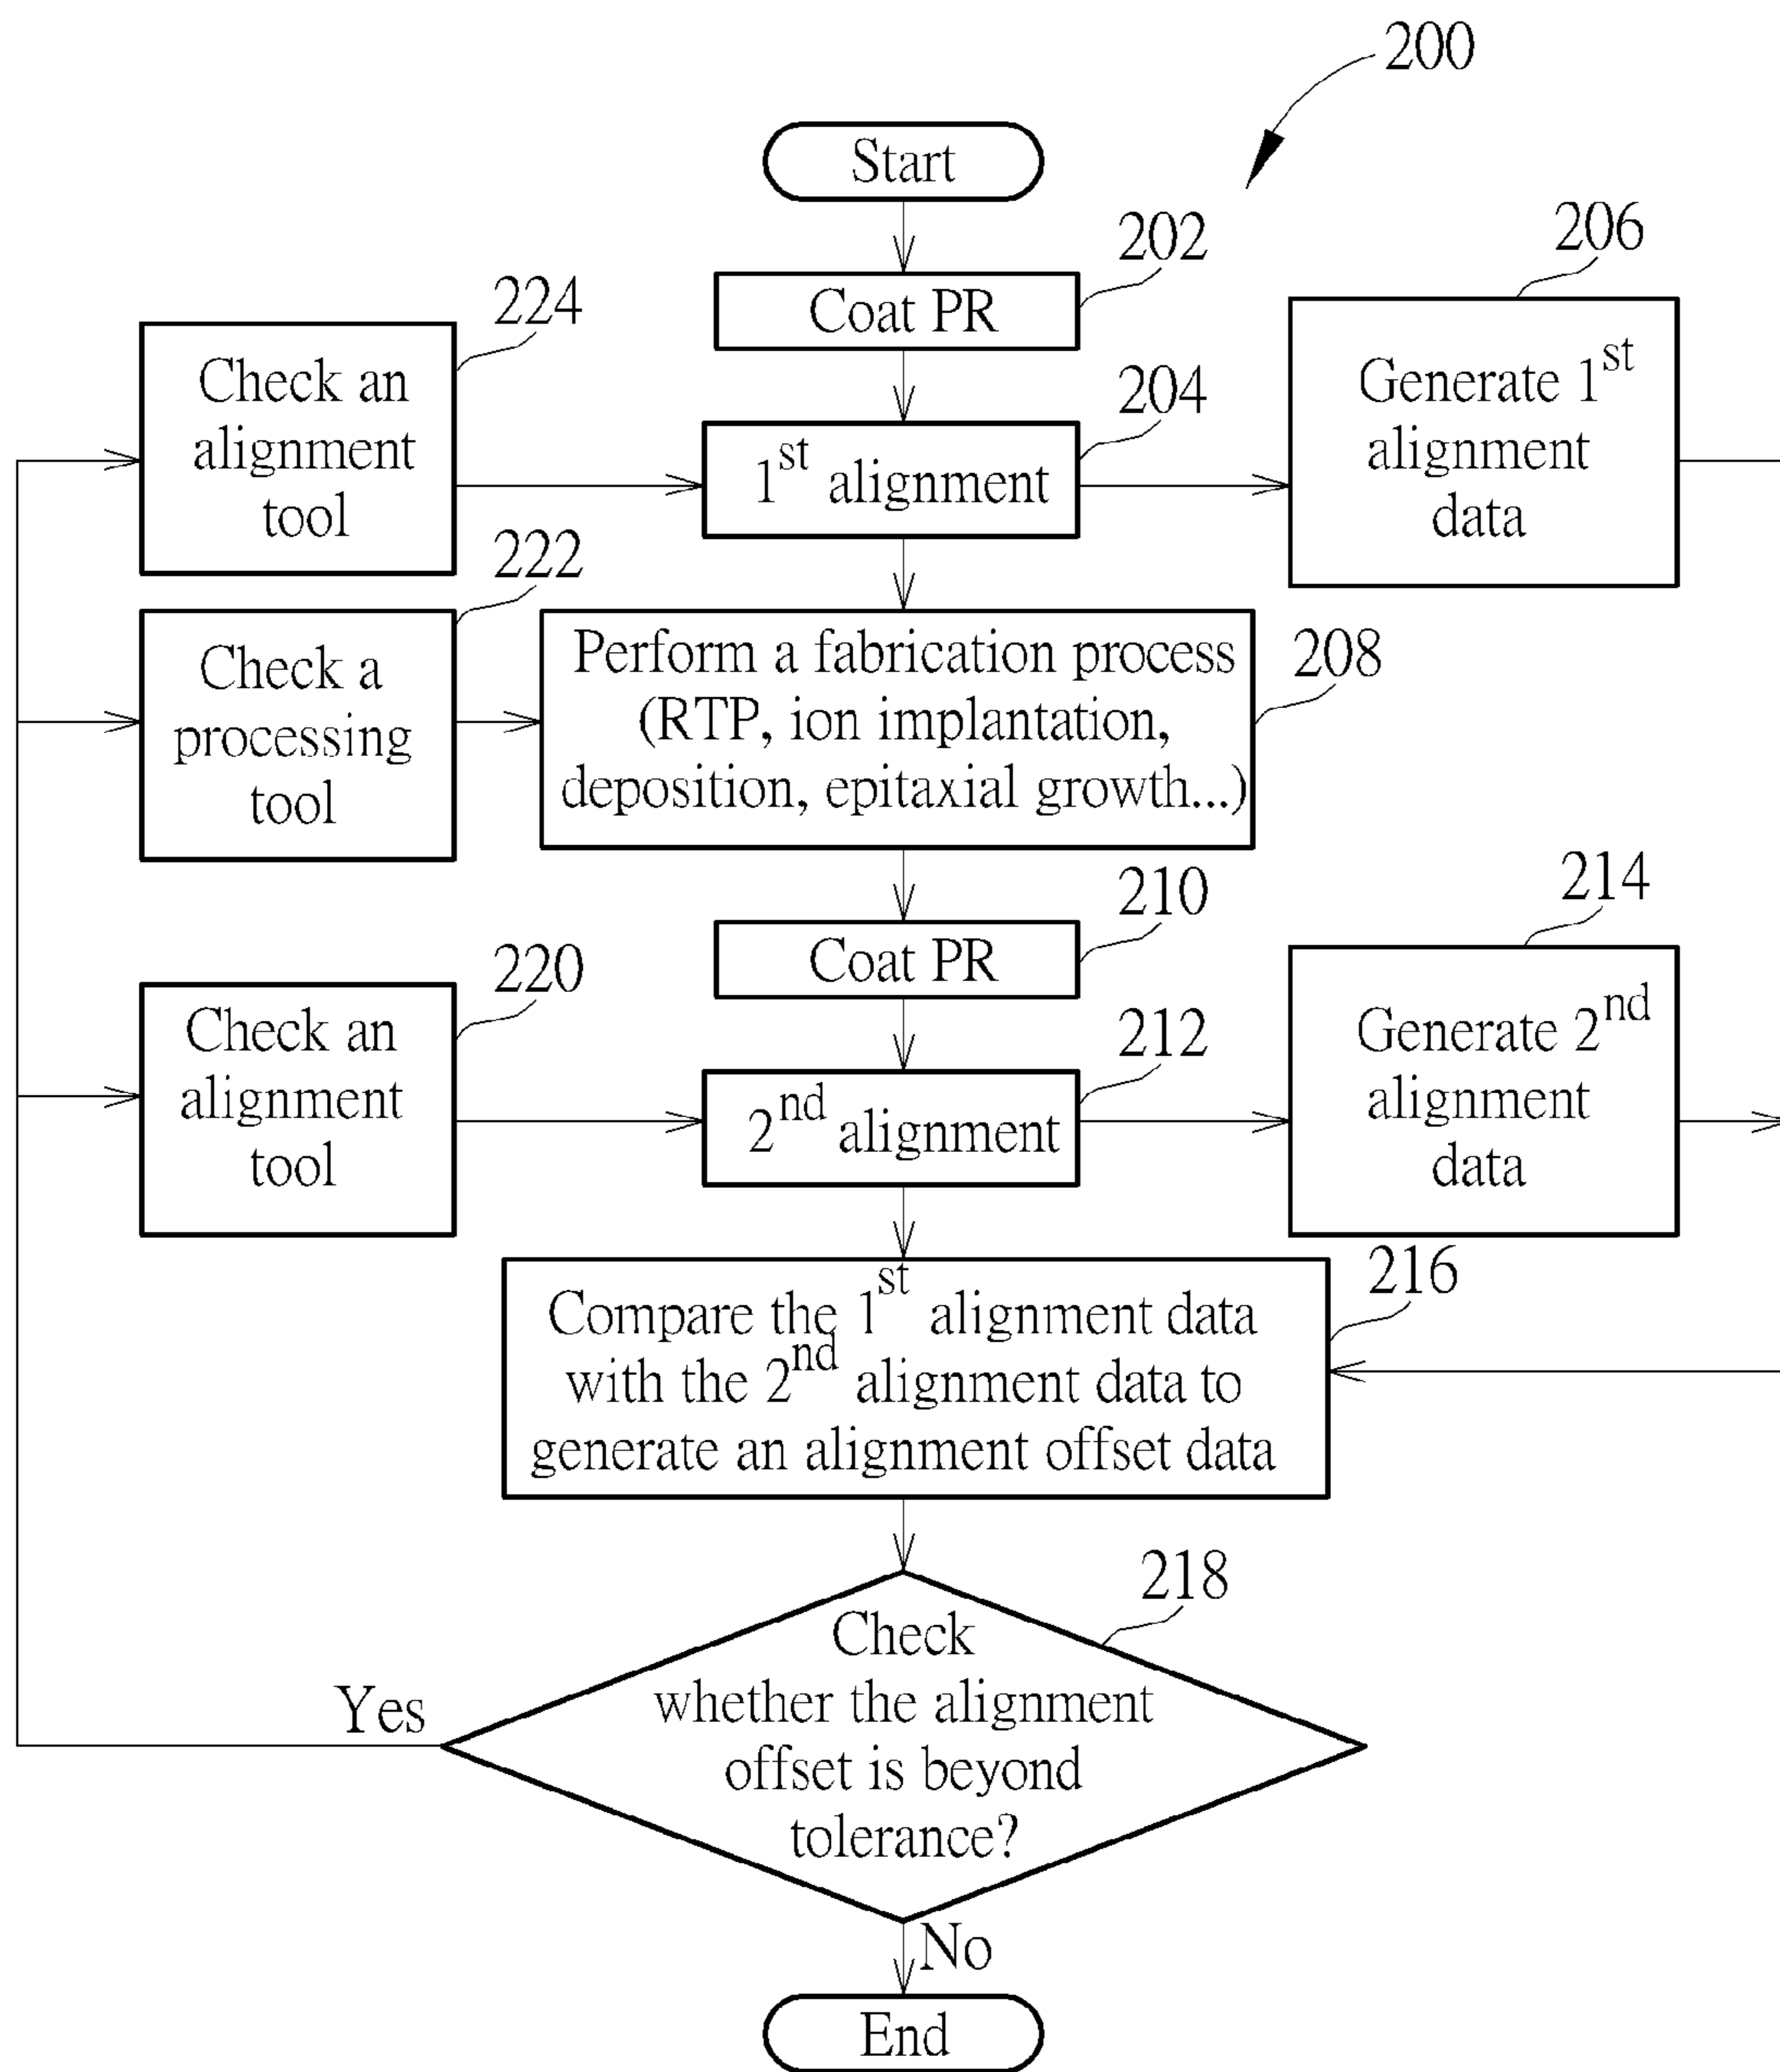 200
Start
202
Coat PR
206
Generate 1st
alignment
data
224
Check an
alignment
tool
204
1st alignment
222
Check a
processing
tool
Perform a fabrication process
(RTP, ion implantation,
deposition, epitaxial growth...)
208
210
Coat PR
214
Generate 2nd
alignment
data
220
Check an
alignment
tool
212
2nd alignment
216
Compare the 1st alignment data
with the 2nd alignment data to
generate an alignment offset data
218
Check
whether the alignment
offset is beyond
tolerance?
Yes
No
End